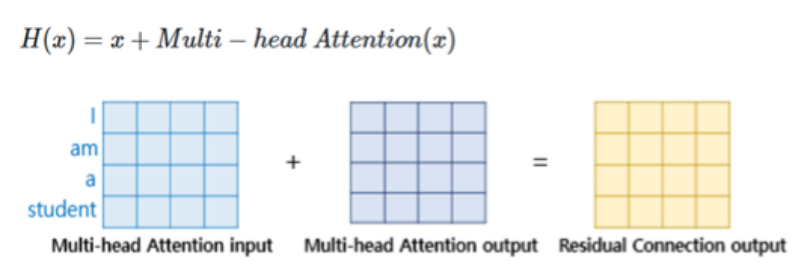 H(x) = x + Multi − head Attention(x)
I
am
a
student
+
=
Multi-head Attention input
Multi-head Attention output
Residual Connection output